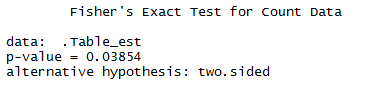 Fisher's Exact Test for Count Data
data:  .Table_est
p-value = 0.03854
alternative hypothesis: two.sided